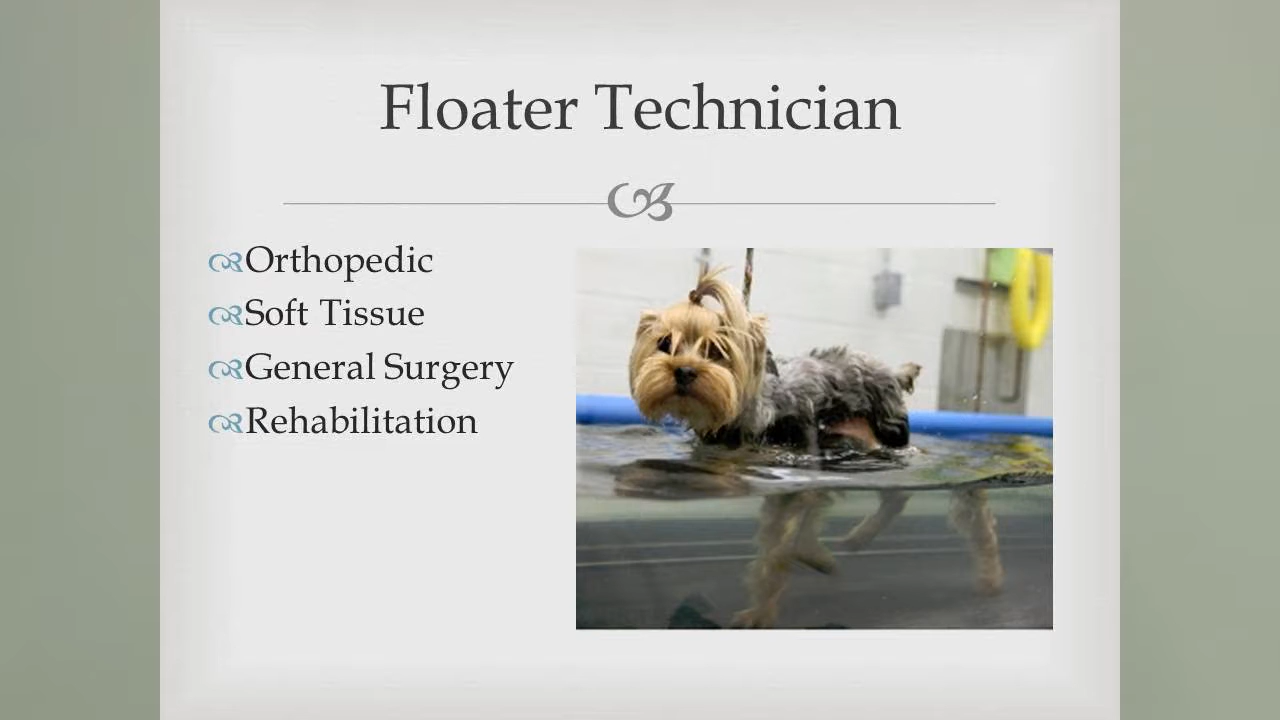 Floater Technician
Orthopedic
Soft Tissue
General Surgery
Rehabilitation